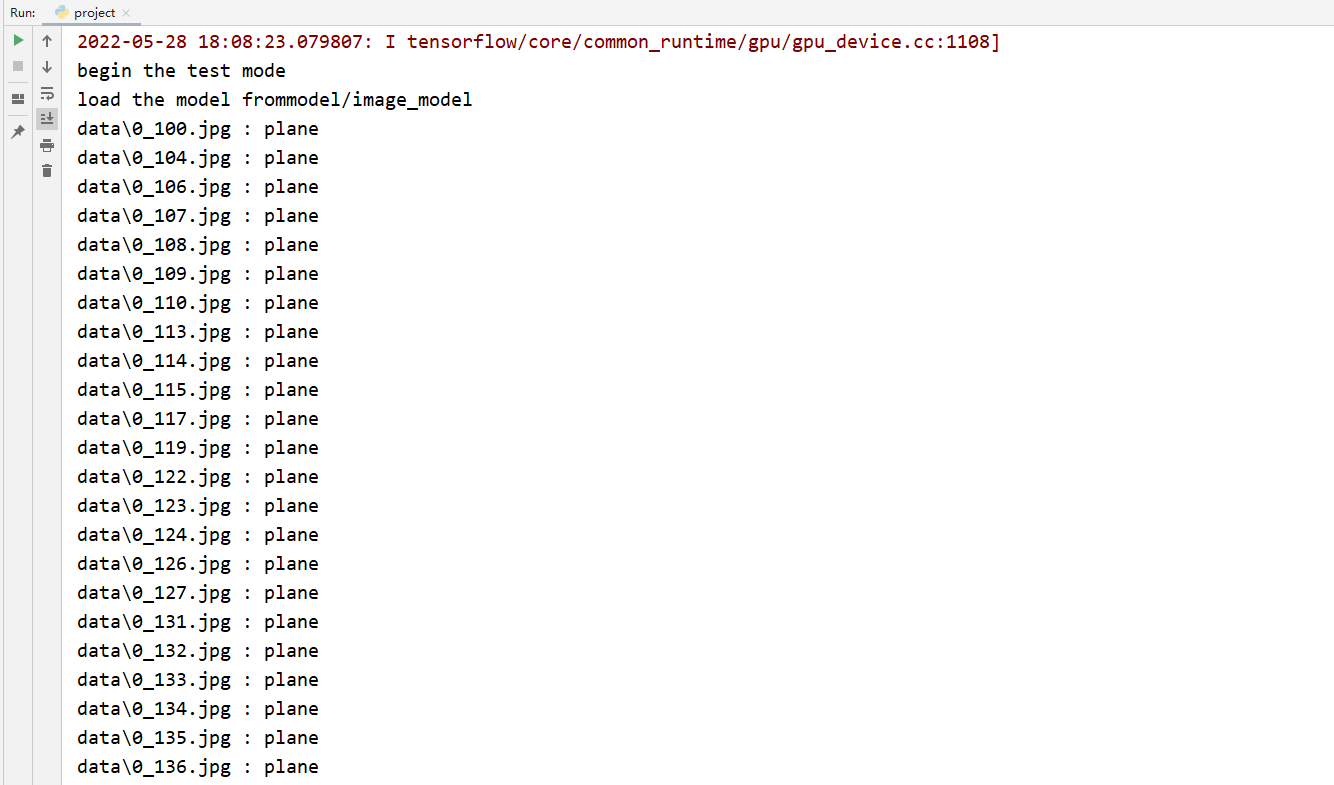 Run: project
2022-05-28 18:08:23.079807: I tensorflow/core/common_runtime/gpu/gpu_device.cc:1108]
begin the test mode
load the model frommodel/image_model
data\0_100.jpg : plane
data\0_104.jpg : plane
data\0_106.jpg : plane
data\0_107.jpg : plane
data\0_108.jpg : plane
data\0_109.jpg : plane
data\0_110.jpg : plane
data\0_113.jpg : plane
data\0_114.jpg : plane
data\0_115.jpg : plane
data\0_117.jpg : plane
data\0_119.jpg : plane
data\0_122.jpg : plane
data\0_123.jpg : plane
data\0_124.jpg : plane
data\0_126.jpg : plane
data\0_127.jpg : plane
data\0_131.jpg : plane
data\0_132.jpg : plane
data\0_133.jpg : plane
data\0_134.jpg : plane
data\0_135.jpg : plane
data\0_136.jpg : plane